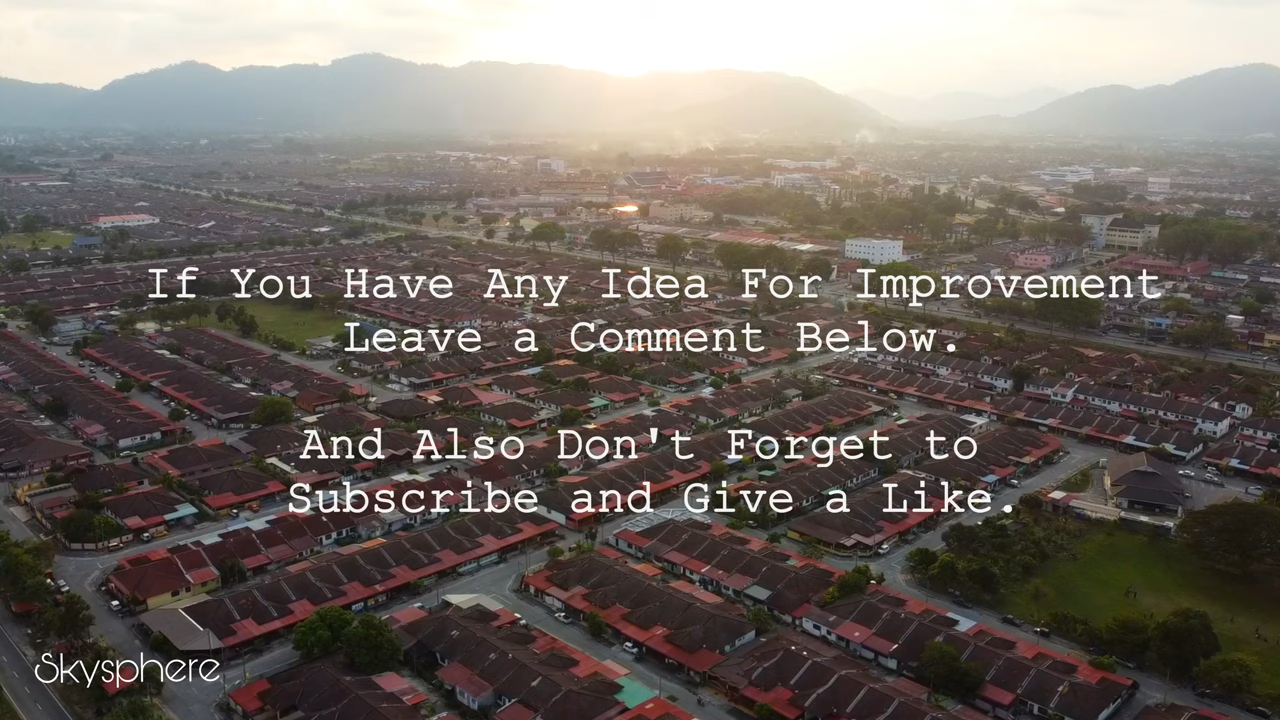 If You Have Any Idea For Improvement
Leave a Comment Below.
And Also Don't Forget to
Subscribe and Give a Like.
Skysphere